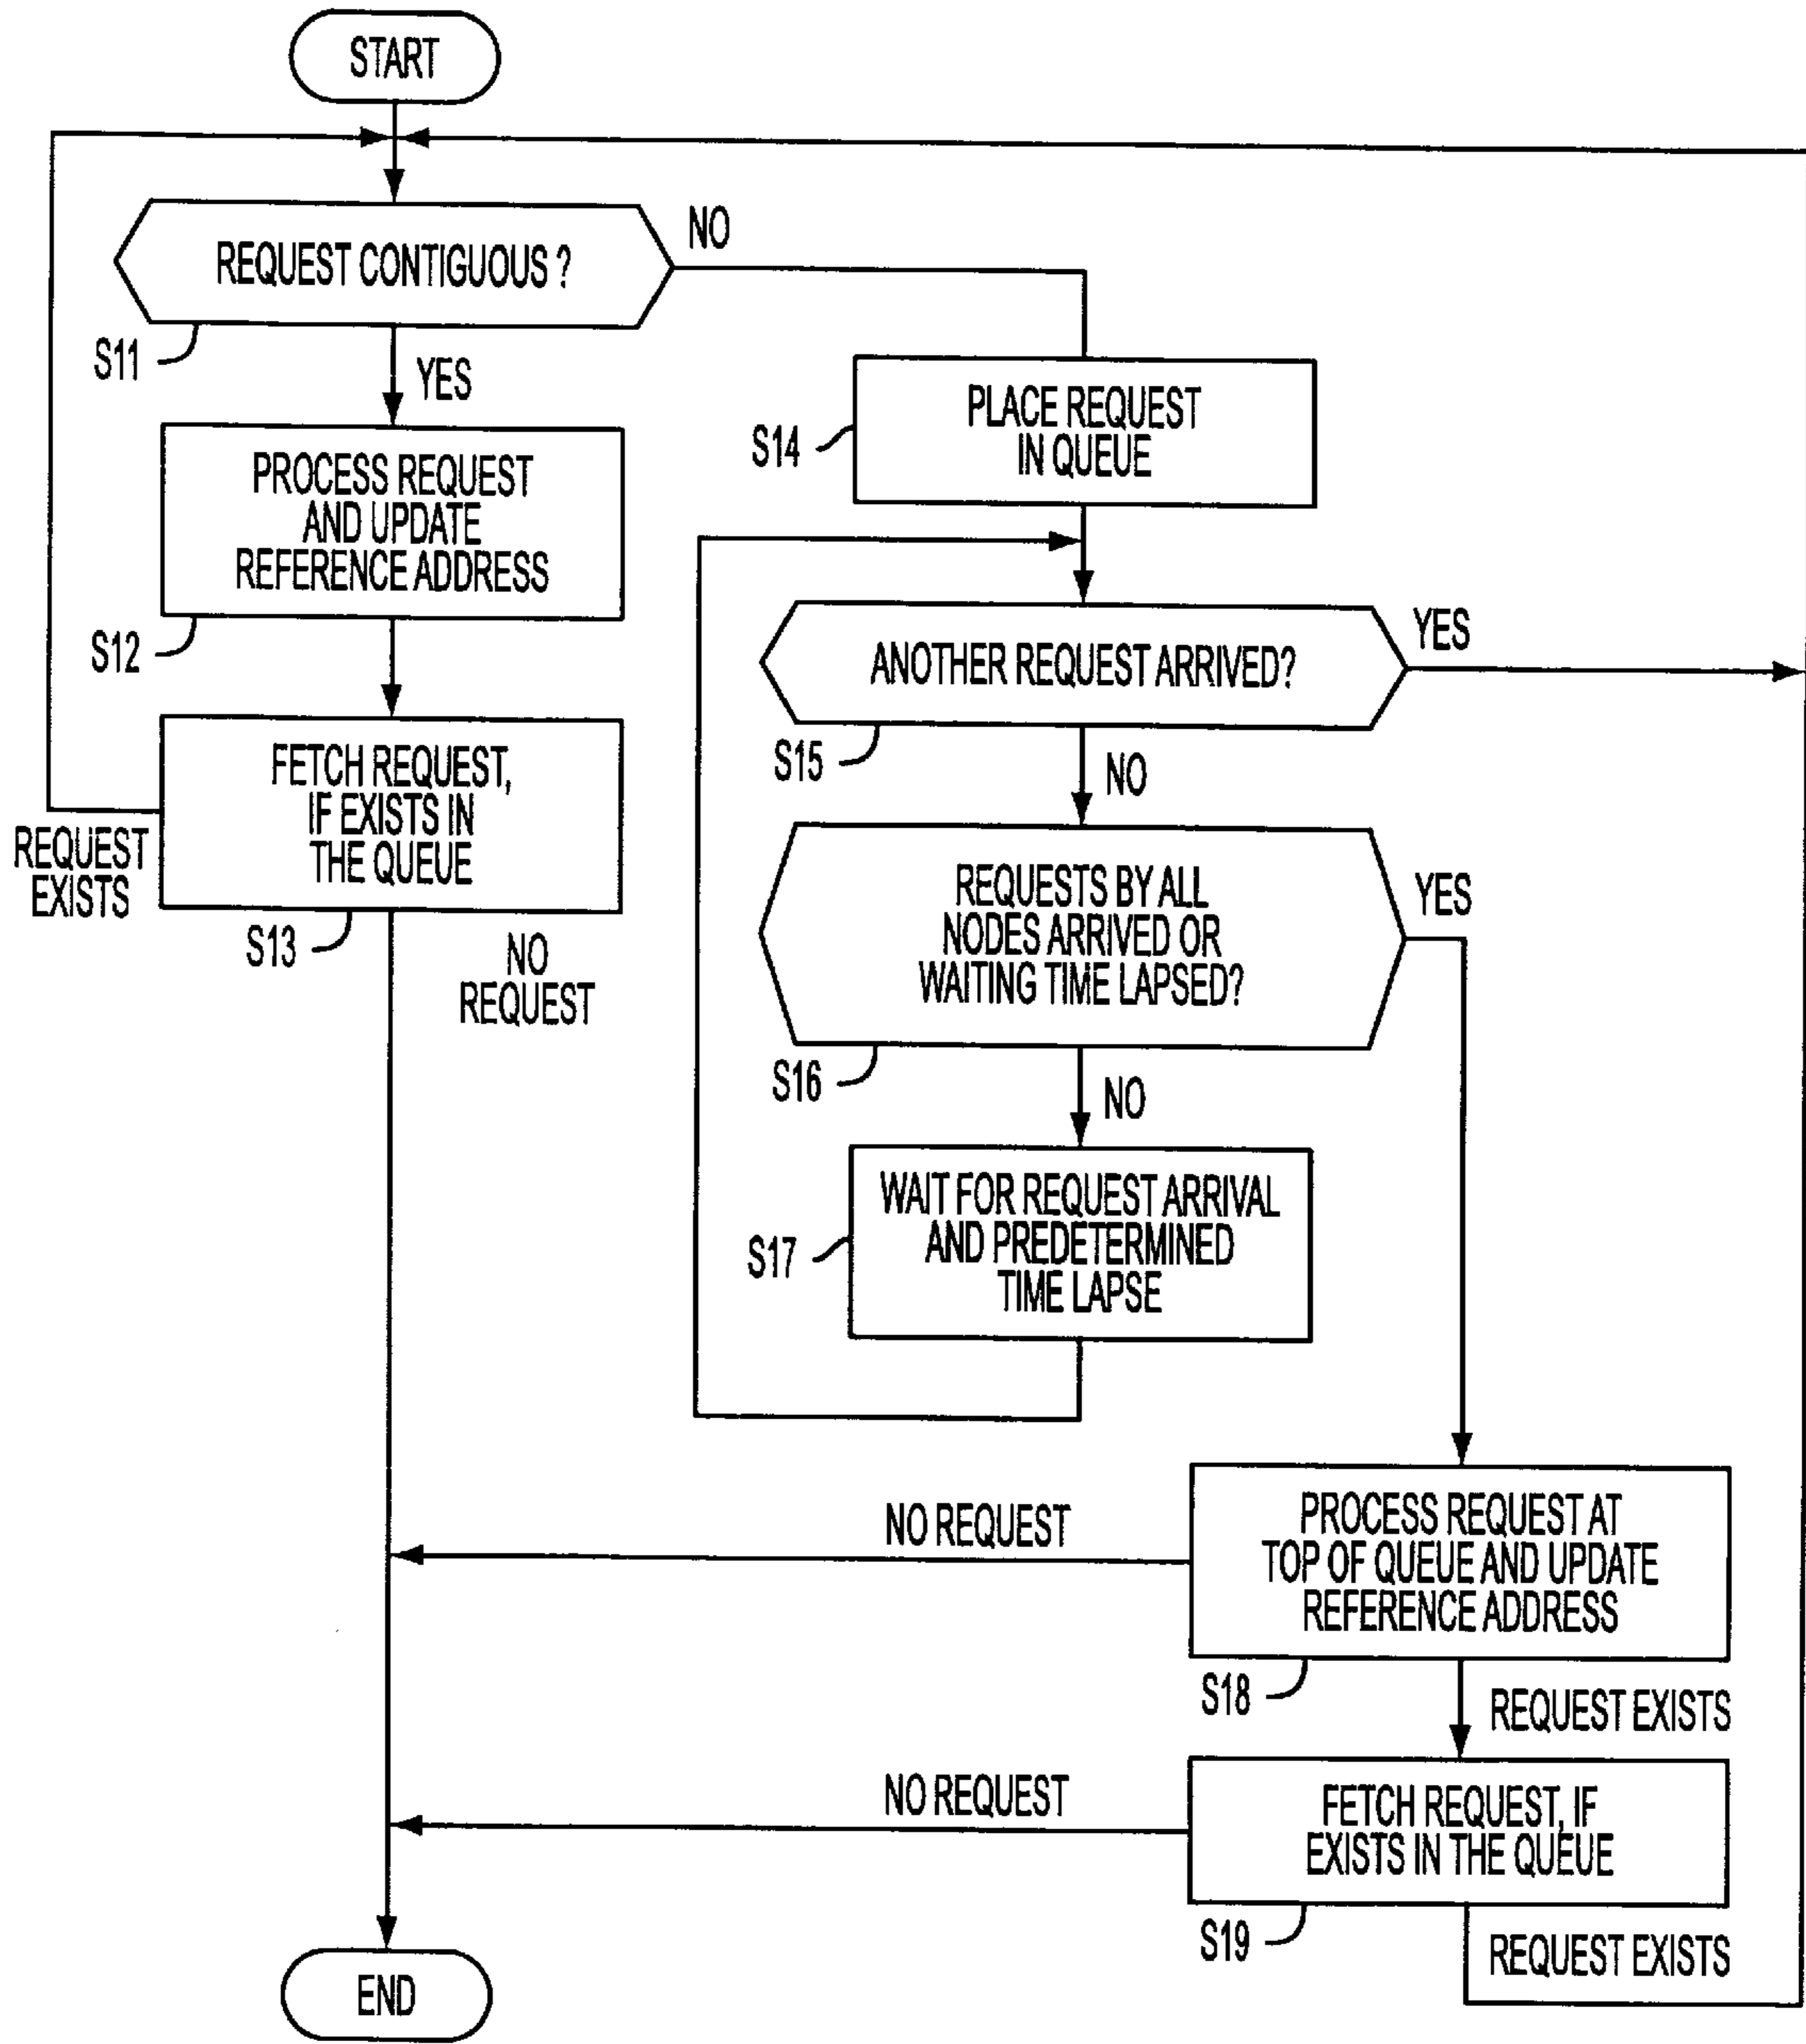 START
REQUEST CONTIGUOUS ?
NO
S11
YES
PROCESS REQUEST
AND UPDATE
REFERENCE ADDRESS
S12
FETCH REQUEST,
IF EXISTS IN
THE QUEUE
REQUEST
EXISTS
S13
NO
REQUEST
PLACE REQUEST
IN QUEUE
S14
ANOTHER REQUEST ARRIVED?
YES
S15
NO
REQUESTS BY ALL
NODES ARRIVED OR
WAITING TIME LAPSED?
YES
S16
NO
WAIT FOR REQUEST ARRIVAL
AND PREDETERMINED
TIME LAPSE
S17
PROCESS REQUEST AT
TOP OF QUEUE AND UPDATE
REFERENCE ADDRESS
NO REQUEST
S18
REQUEST EXISTS
FETCH REQUEST, IF
EXISTS IN THE QUEUE
NO REQUEST
S19
REQUEST EXISTS
END